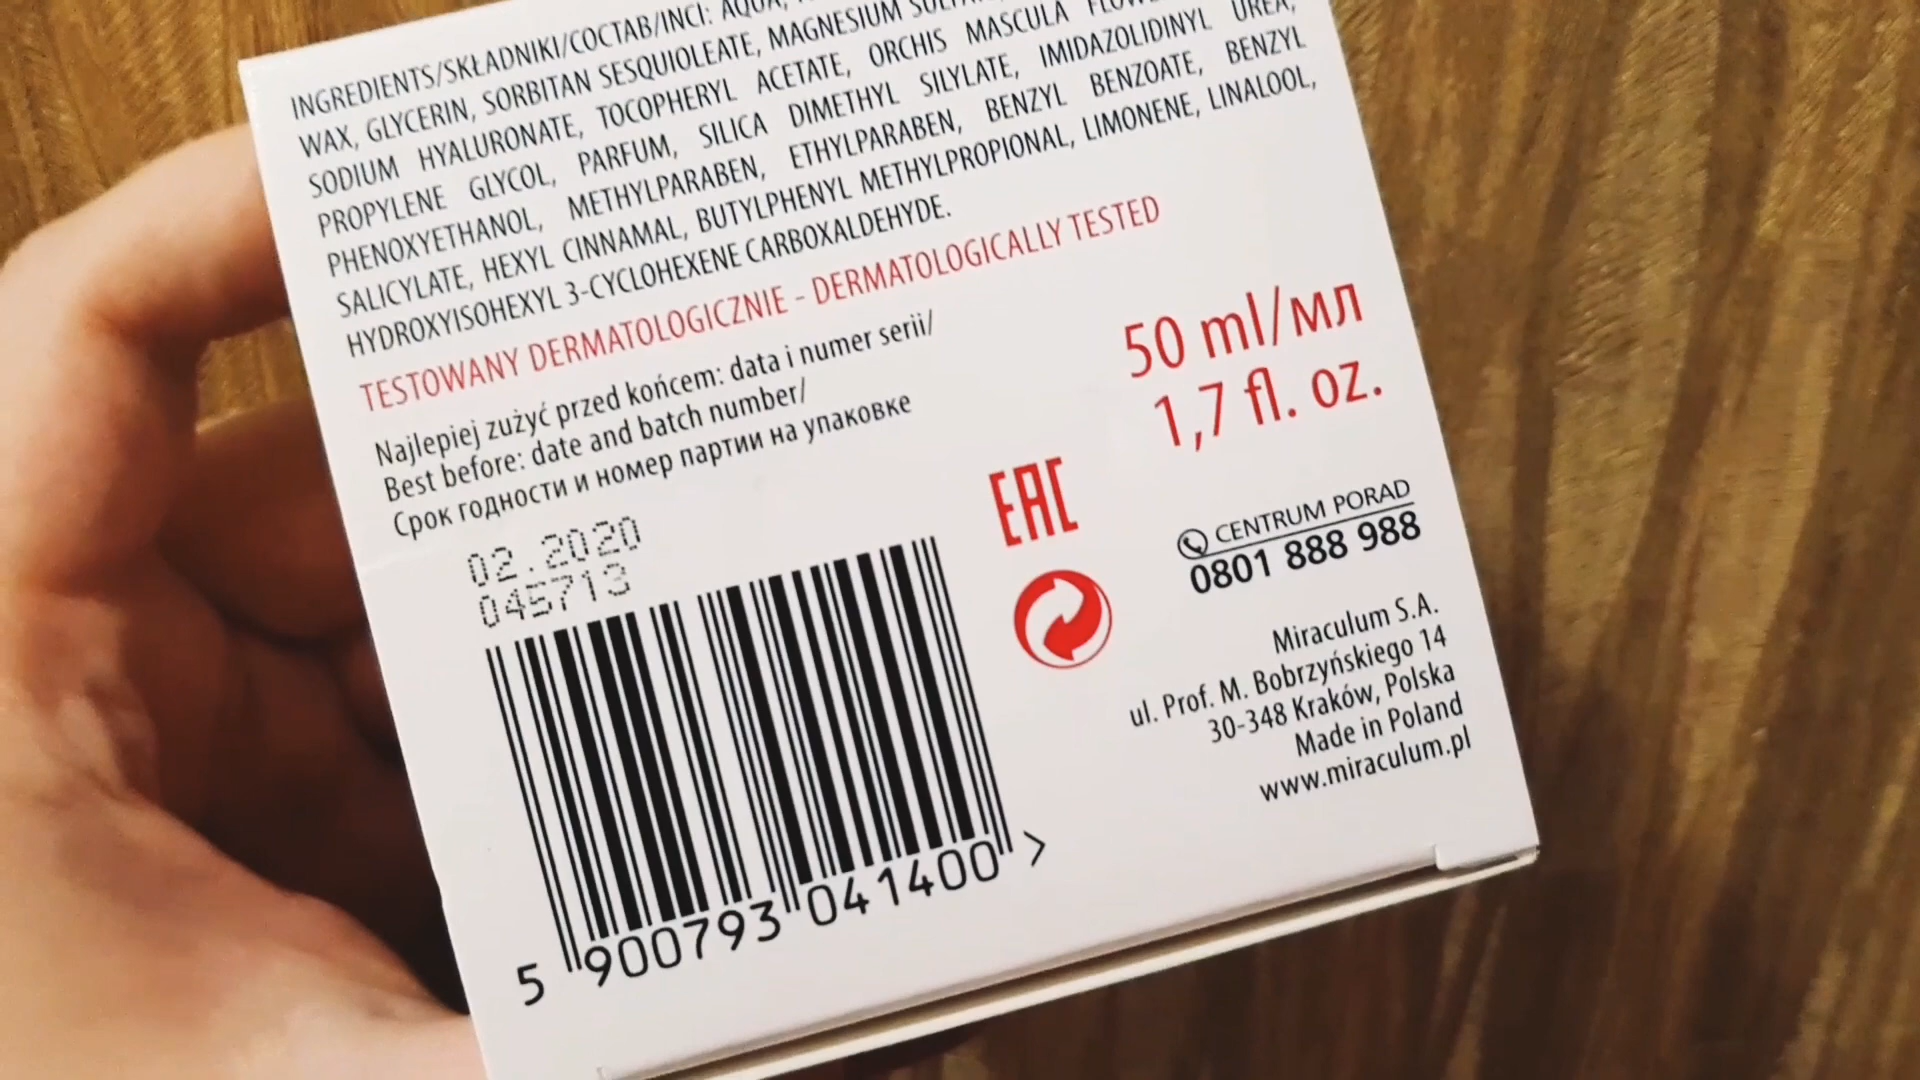 INGREDIENTS/SKŁADNIKI/СОСТАВ/INCI: AQUA,
WAX, GLYCERIN, SORBITAN SESQUIOLEATE, MAGNESIUM
SODIUM HYALURONATE, TOCOPHERYL ACETATE, ORCHIS MASCULA
PROPYLENE GLYCOL, PARFUM, SILICA DIMETHYL SILYLATE, IMIDAZOLIDINYL UREA,
PHENOXYETHANOL, METHYLPARABEN, ETHYLPARABEN, BENZYL BENZOATE, BENZYL
SALICYLATE, HEXYL CINNAMAL, BUTYLPHENYL METHYLPROPIONAL, LIMONENE, LINALOOL,
HYDROXYISOHEXYL 3-CYCLOHEXENE CARBOXALDEHYDE.
TESTOWANY DERMATOLOGICZNIE - DERMATOLOGICALLY TESTED
Najlepiej zużyć przed końcem: data i numer serii/
Best before: date and batch number/
Срок годности и номер партии на упаковке
50 ml/мл
1,7 fl. oz.
02.2020
045713
EAC
CENTRUM PORAD
0801 888 988
Miraculum S.A.
ul. Prof. M. Bobrzyńskiego 14
30-348 Kraków, Polska
Made in Poland
www.miraculum.pl
5 900793 041400 >